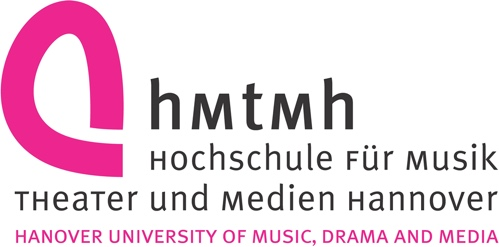 hmtmh
Hochschule für Musik
Theater und Medien Hannover
HANOVER UNIVERSITY OF MUSIC, DRAMA AND MEDIA